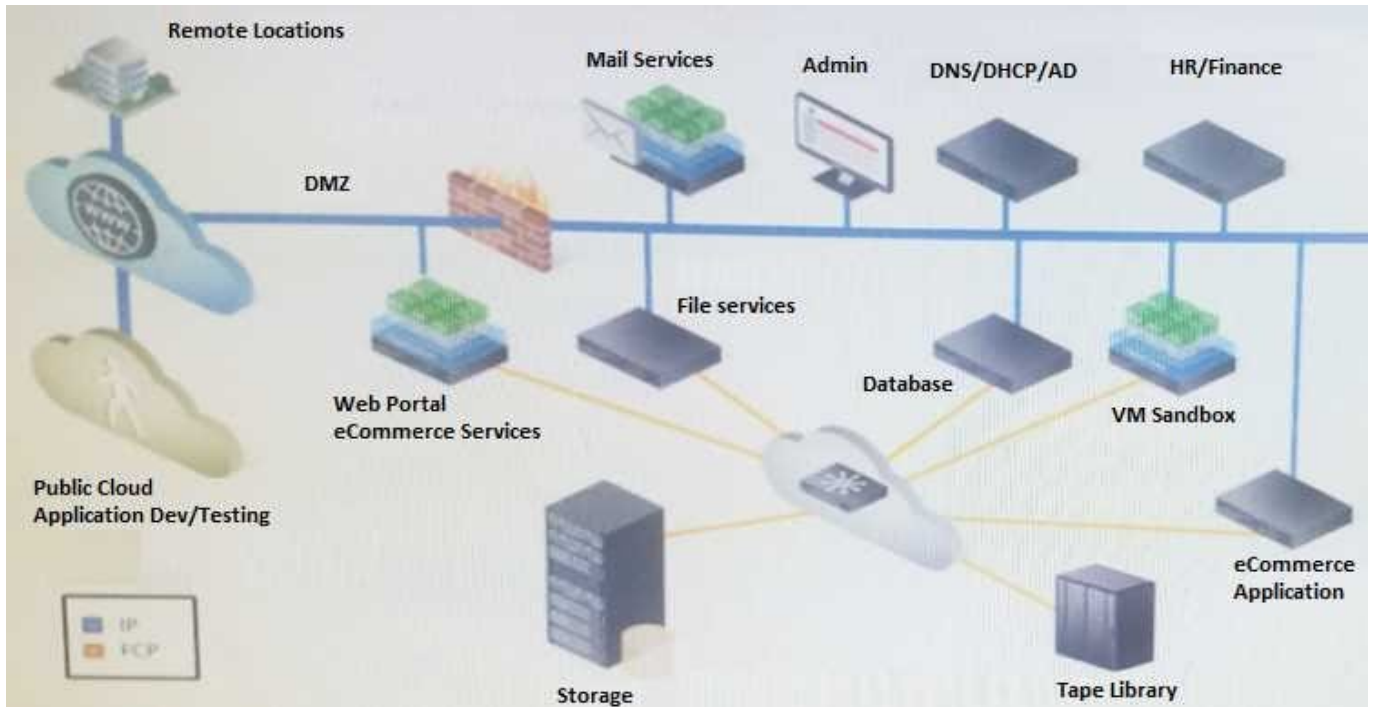 Remote Locations
Mail Services
Admin
DNS/DHCP/AD
HR/Finance
DMZ
File services
Database
VM Sandbox
Web Portal
eCommerce Services
Public Cloud
Application Dev/Testing
eCommerce
Application
IP
FCP
Storage
Tape Library